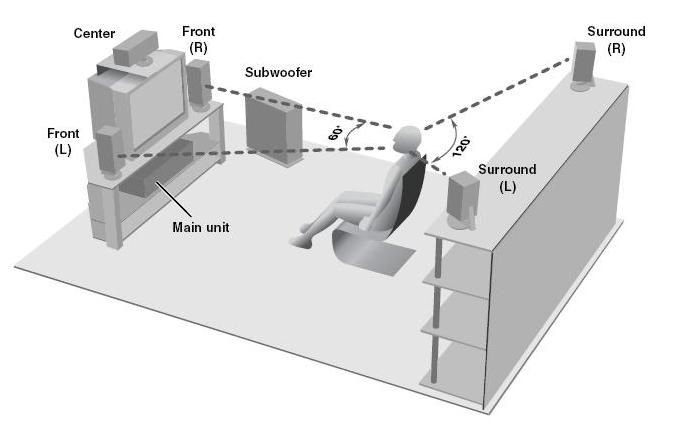 Center
Front
(R)
Surround
(R)
Subwoofer
Front
(L)
60°
120°
Surround
(L)
Main unit